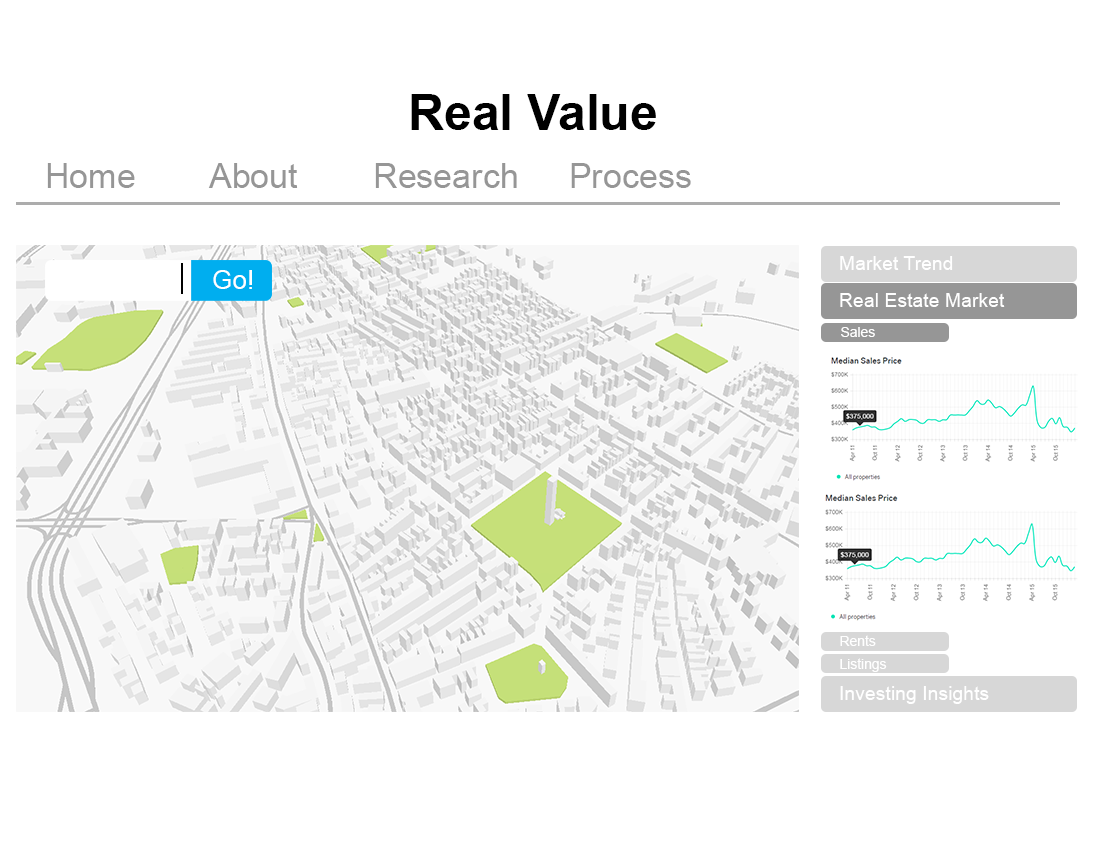 Real Value
Home About Research Process
Go!
Market Trend
Real Estate Market
Sales
Median Sales Price
$700K
$600K
$500K
$400K
$375,000
$300K
Apr 11 Oct 11 Apr 12 Oct 12 Apr 13 Oct 13 Apr 14 Oct 14 Apr 15 Oct 15
All properties
Median Sales Price
$700K
$600K
$500K
$400K
$375,000
$300K
Apr 11 Oct 11 Apr 12 Oct 12 Apr 13 Oct 13 Apr 14 Oct 14 Apr 15 Oct 15
All properties
Rents
Listings
Investing Insights